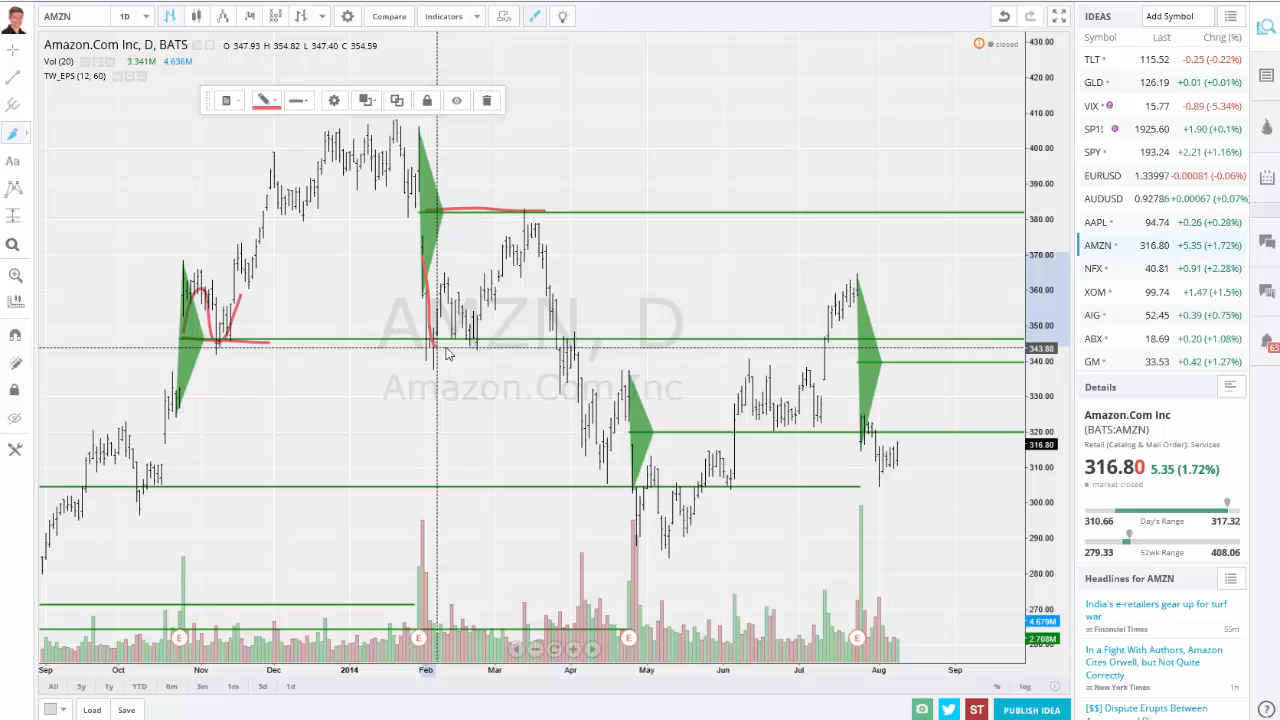 AMZN 1D Compare Indicators
Amazon.Com Inc, D, BATS O 347.93 H 354.82 L 347.40 C 354.59
Vol (20) 3.341M 4.636M
TW_EPS (12, 60)
closed
Aa
AMZN, D
Amazon.Com Inc
430.00
420.00
410.00
400.00
390.00
380.00
370.00
360.00
350.00
343.88
340.00
330.00
320.00
316.80
310.00
300.00
290.00
280.00
270.00
4.679M
2.768M
E E E E
Sep Oct Nov Dec 2014 Feb Mar Apr May Jun Jul Aug Sep
All 5y 1y YTD 6m 3m 1m 5d 1d % log
Load Save
ST PUBLISH IDEA
IDEAS Add Symbol
Symbol Last Chng (%)
TLT 115.52 -0.25 (-0.22%)
GLD 126.19 +0.01 (+0.01%)
VIX 15.77 -0.89 (-5.34%)
SP1! 1925.60 +1.90 (+0.1%)
SPY 193.24 +2.21 (+1.16%)
EURUSD 1.33997 -0.00081 (-0.06%)
AUDUSD 0.92786 +0.00067 (+0.07%)
AAPL 94.74 +0.26 (+0.28%)
AMZN 316.80 +5.35 (+1.72%)
NFX 40.81 +0.91 (+2.28%)
XOM 99.74 +1.47 (+1.5%)
AIG 52.45 +0.39 (+0.75%)
ABX 18.69 +0.20 (+1.08%)
GM 33.53 +0.42 (+1.27%)
63
Details
Amazon.Com Inc
(BATS:AMZN)
Retail (Catalog & Mail Order): Services
316.80 5.35 (1.72%)
market closed
310.66 Day's Range 317.32
279.33 52wk Range 408.06
Headlines for AMZN
India's e-retailers gear up for turf
war
at Financial Times 55m
In a Fight With Authors, Amazon
Cites Orwell, but Not Quite
Correctly
at New York Times 1h
[$$] Dispute Erupts Between